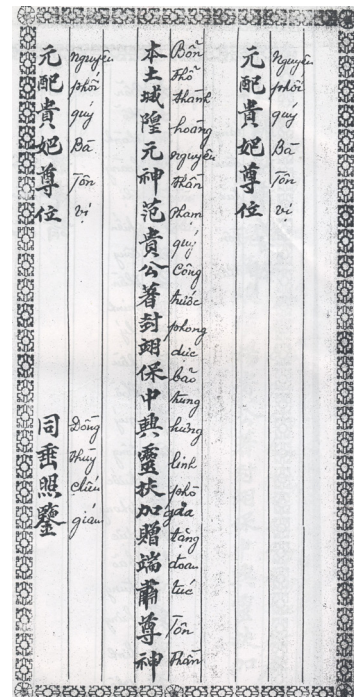 元配貴妑尊位
Nguyên phối quý Bà Tôn vị
本土城隍元神范貴公著封翊保中興靈扶加贈端肅尊神
Bổn thổ thành hoàng nguyên thần Phạm quý Công trước phong dực bảo trung hưng linh phò gia tặng đoan túc Tôn Thần
元配貴妑尊位 同垂照鑒
Nguyên phối quý Bà Tôn vị Đồng thùy chiếu giám